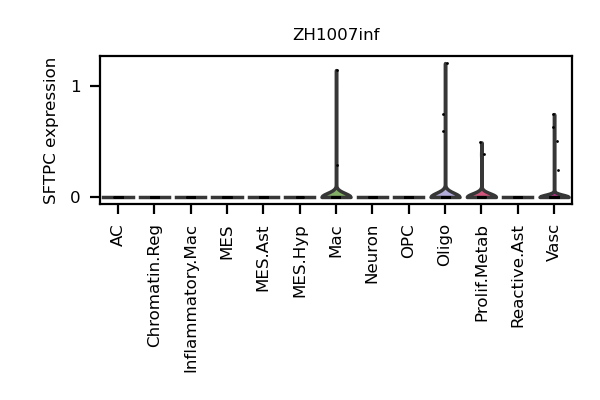 ZH1007inf
SFTPC expression
1
0
AC
Chromatin.Reg
Inflammatory.Mac
MES
MES.Ast
MES.Hyp
Mac
Neuron
OPC
Oligo
Prolif.Metab
Reactive.Ast
Vasc